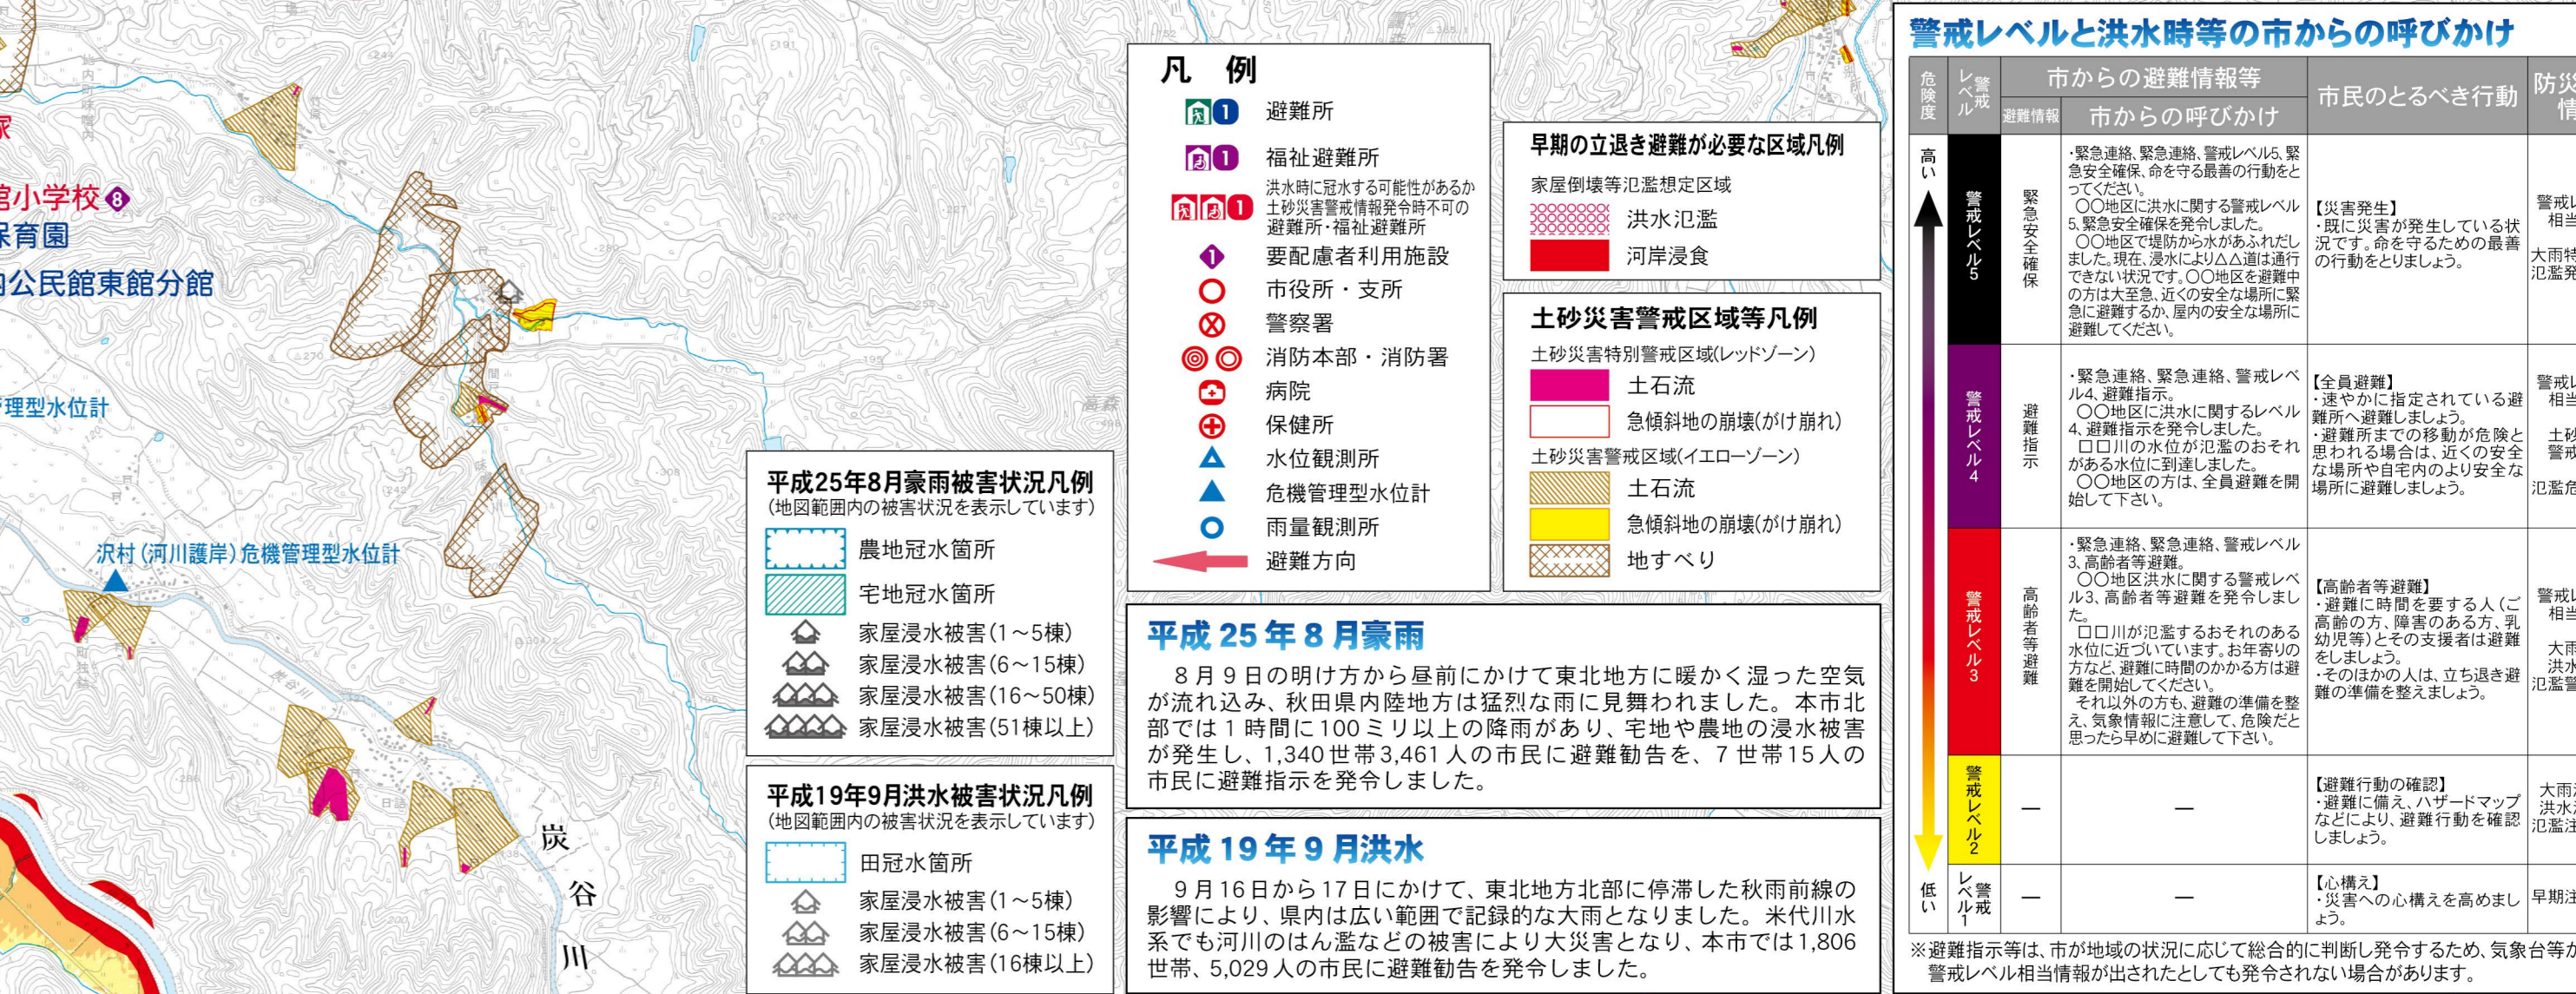 館小学校 8
保育園
公民館東館分館
管理型水位計
沢村（河川護岸）危機管理型水位計
炭谷川
平成25年8月豪雨被害状況凡例
(地図範囲内の被害状況を表示しています)
農地冠水箇所
宅地冠水箇所
家屋浸水被害(1～5棟)
家屋浸水被害(6～15棟)
家屋浸水被害(16～50棟)
家屋浸水被害(51棟以上)
平成19年9月洪水被害状況凡例
(地図範囲内の被害状況を表示しています)
田冠水箇所
家屋浸水被害(1～5棟)
家屋浸水被害(6～15棟)
家屋浸水被害(16棟以上)
凡 例
1 避難所
1 福祉避難所
洪水時に冠水する可能性があるか
土砂災害警戒情報発令時不可の
1 避難所・福祉避難所
1 要配慮者利用施設
市役所・支所
警察署
消防本部・消防署
病院
保健所
水位観測所
危機管理型水位計
雨量観測所
避難方向
早期の立退き避難が必要な区域凡例
家屋倒壊等氾濫想定区域
洪水氾濫
河岸浸食
土砂災害警戒区域等凡例
土砂災害特別警戒区域(レッドゾーン)
土石流
急傾斜地の崩壊(がけ崩れ)
土砂災害警戒区域(イエローゾーン)
土石流
急傾斜地の崩壊(がけ崩れ)
地すべり
平成25年8月豪雨
8月9日の明け方から昼前にかけて東北地方に暖かく湿った空気
が流れ込み、秋田県内陸地方は猛烈な雨に見舞われました。本市北
部では1時間に100ミリ以上の降雨があり、宅地や農地の浸水被害
が発生し、1,340世帯3,461人の市民に避難勧告を、7世帯15人の
市民に避難指示を発令しました。
平成19年9月洪水
9月16日から17日にかけて、東北地方北部に停滞した秋雨前線の
影響により、県内は広い範囲で記録的な大雨となりました。米代川水
系でも河川のはん濫などの被害により大災害となり、本市では1,806
世帯、5,029人の市民に避難勧告を発令しました。
警戒レベルと洪水時等の市からの呼びかけ
危険度
警戒レベル
市からの避難情報等
避難情報
市からの呼びかけ
市民のとるべき行動
高い
警戒レベル5
緊急安全確保
・緊急連絡、緊急連絡、警戒レベル5、緊
急安全確保、命を守る最善の行動をと
ってください。
○○地区に洪水に関する警戒レベル
5、緊急安全確保を発令しました。
○○地区で堤防から水があふれだし
ました。現在、浸水により△△道は通行
できない状況です。○○地区を避難中
の方は大至急、近くの安全な場所に緊
急に避難するか、屋内の安全な場所に
避難してください。
【災害発生】
・既に災害が発生している状
況です。命を守るための最善
の行動をとりましょう。
警戒レ
相当
大雨特
氾濫発
警戒レベル4
避難指示
・緊急連絡、緊急連絡、警戒レベ
ル4、避難指示。
○○地区に洪水に関するレベル
4、避難指示を発令しました。
□□川の水位が氾濫のおそれ
がある水位に到達しました。
○○地区の方は、全員避難を開
始して下さい。
【全員避難】
・速やかに指定されている避
難所へ避難しましょう。
・避難所までの移動が危険と
思われる場合は、近くの安全
な場所や自宅内のより安全な
場所に避難しましょう。
警戒レ
相当
土砂
警戒
氾濫危
警戒レベル3
高齢者等避難
・緊急連絡、緊急連絡、警戒レベル
3、高齢者等避難。
○○地区洪水に関する警戒レベ
ル3、高齢者等避難を発令しまし
た。
□□川が氾濫するおそれのある
水位に近づいています。お年寄りの
方など、避難に時間のかかる方は避
難を開始してください。
それ以外の方も、避難の準備を整
え、気象情報に注意して、危険だと
思ったら早めに避難して下さい。
【高齢者等避難】
・避難に時間を要する人（ご
高齢の方、障害のある方、乳
幼児等）とその支援者は避難
をしましょう。
・そのほかの人は、立ち退き避
難の準備を整えましょう。
警戒レ
相当
大雨
洪水
氾濫警
警戒レベル2
―
―
【避難行動の確認】
・避難に備え、ハザードマップ
などにより、避難行動を確認
しましょう。
大雨注
洪水注
氾濫注
低い
警戒レベル1
―
―
【心構え】
・災害への心構えを高めまし
ょう。
早期注
※避難指示等は、市が地域の状況に応じて総合的に判断し発令するため、気象台等が
警戒レベル相当情報が出されたとしても発令されない場合があります。